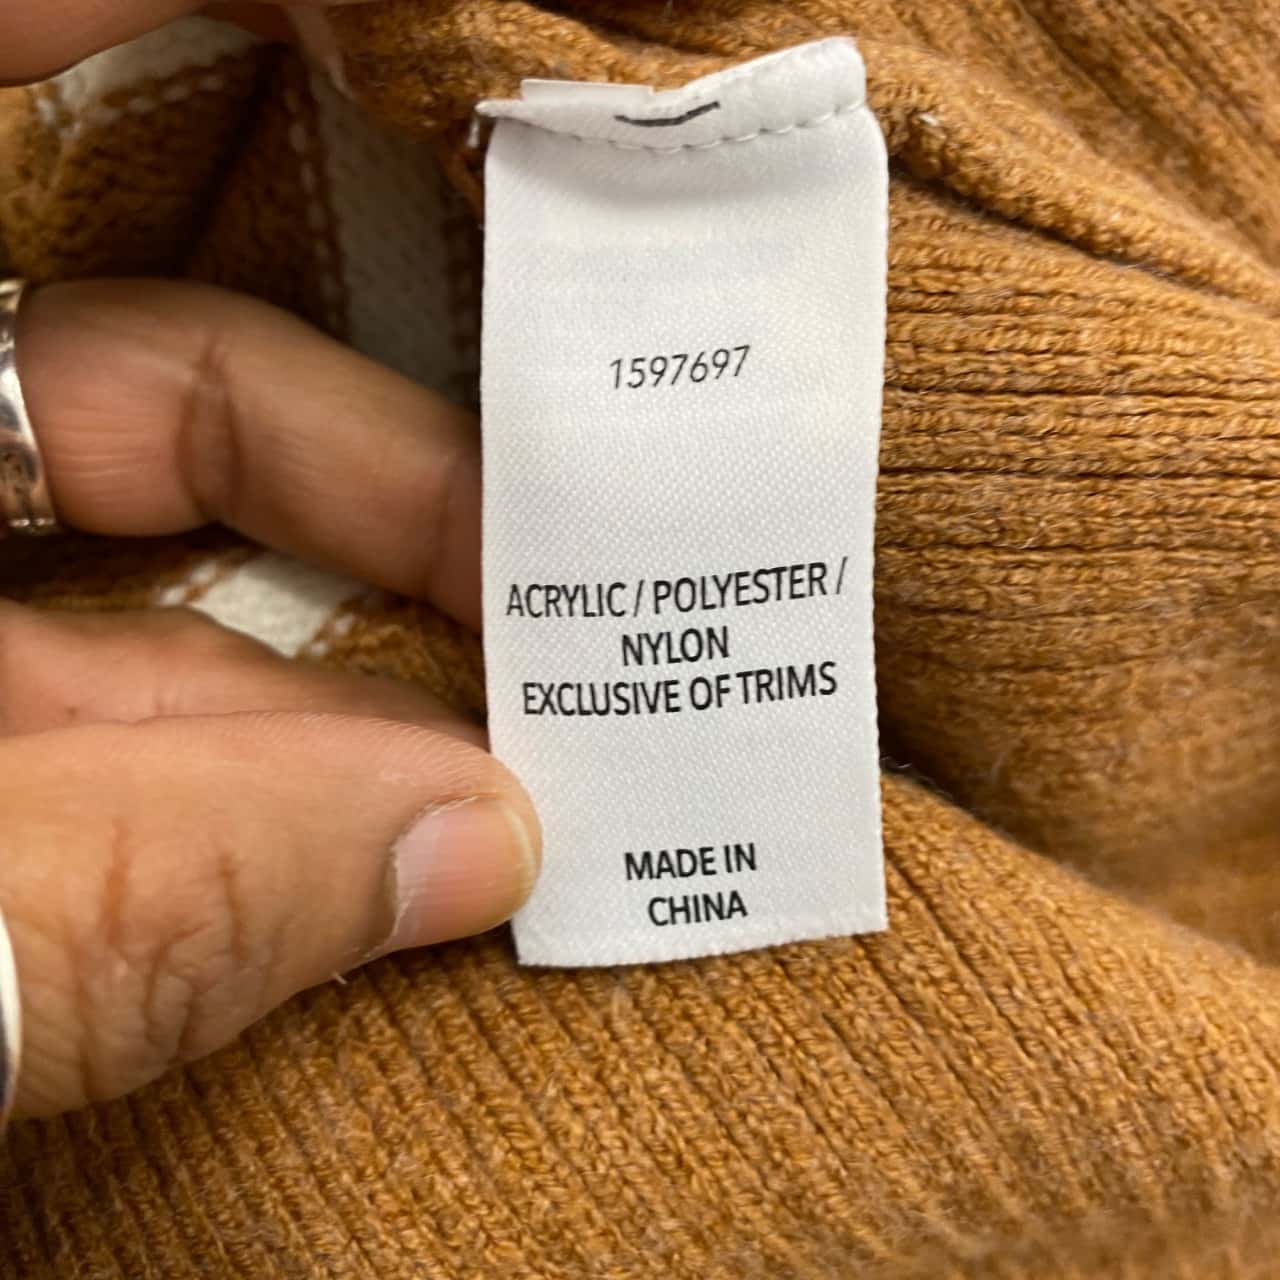 1597697
ACRYLIC / POLYESTER /
NYLON
EXCLUSIVE OF TRIMS
MADE IN
CHINA